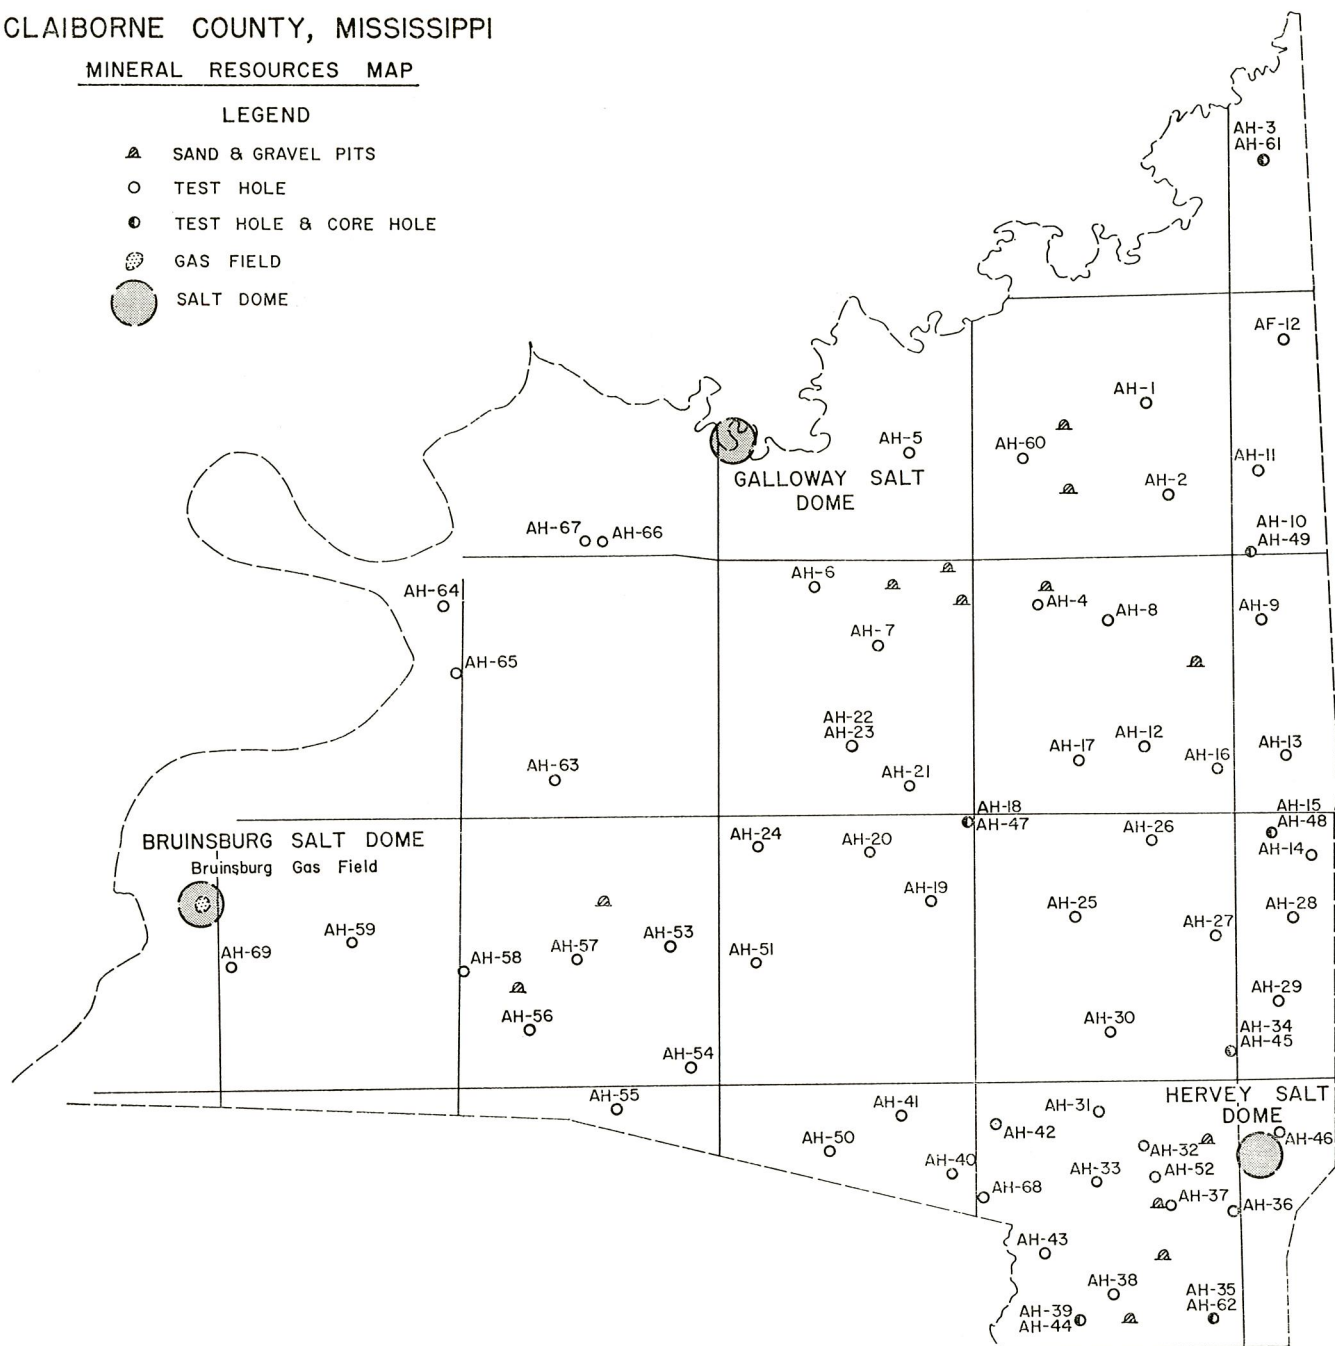 CLAIBORNE COUNTY, MISSISSIPPI
MINERAL RESOURCES MAP
LEGEND
SAND & GRAVEL PITS
TEST HOLE
TEST HOLE & CORE HOLE
GAS FIELD
SALT DOME
AH-3
AH-61
AF-12
AH-1
AH-5
AH-60
AH-11
AH-2
GALLOWAY SALT
DOME
AH-67
AH-66
AH-10
AH-49
AH-6
AH-64
AH-4
AH-8
AH-9
AH-7
AH-65
AH-22
AH-23
AH-17
AH-12
AH-16
AH-13
AH-63
AH-21
AH-18
AH-47
AH-15
AH-48
BRUINSBURG SALT DOME
Bruinsburg Gas Field
AH-24
AH-20
AH-26
AH-14
AH-19
AH-25
AH-27
AH-28
AH-59
AH-69
AH-58
AH-57
AH-53
AH-51
AH-29
AH-56
AH-30
AH-34
AH-45
AH-54
AH-55
AH-41
AH-31
HERVEY SALT
DOME
AH-42
AH-46
AH-50
AH-32
AH-40
AH-33
AH-52
AH-68
AH-37
AH-36
AH-43
AH-38
AH-35
AH-62
AH-39
AH-44